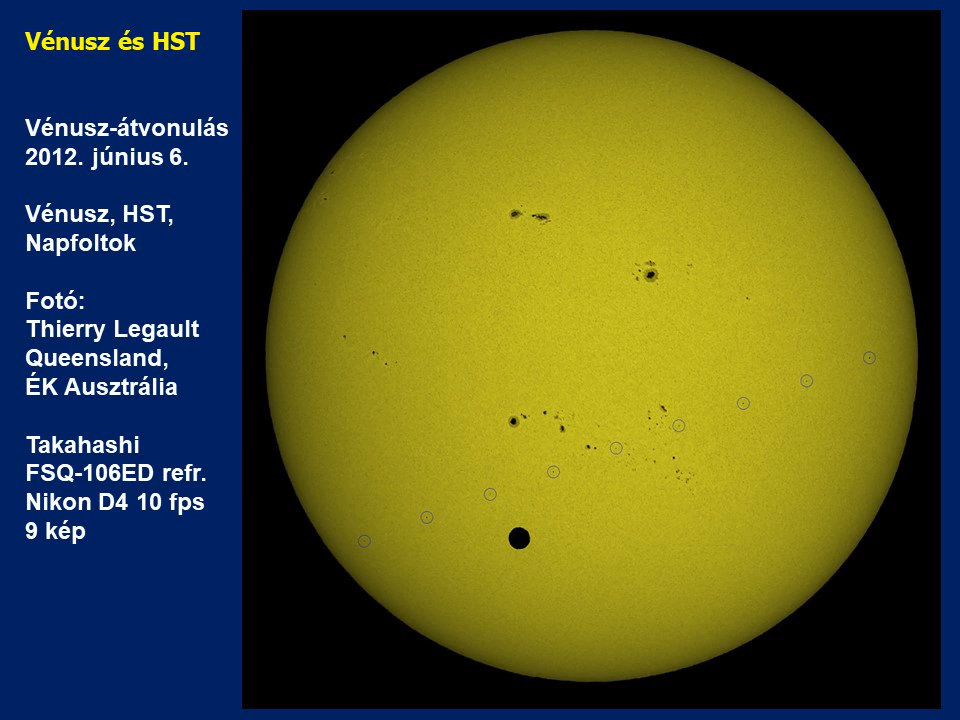 Vénusz és HST
Vénusz-átvonulás
2012. június 6.
Vénusz, HST,
Napfoltok
Fotó:
Thierry Legault
Queensland,
ÉK Ausztrália
Takahashi
FSQ-106ED refr.
Nikon D4 10 fps
9 kép